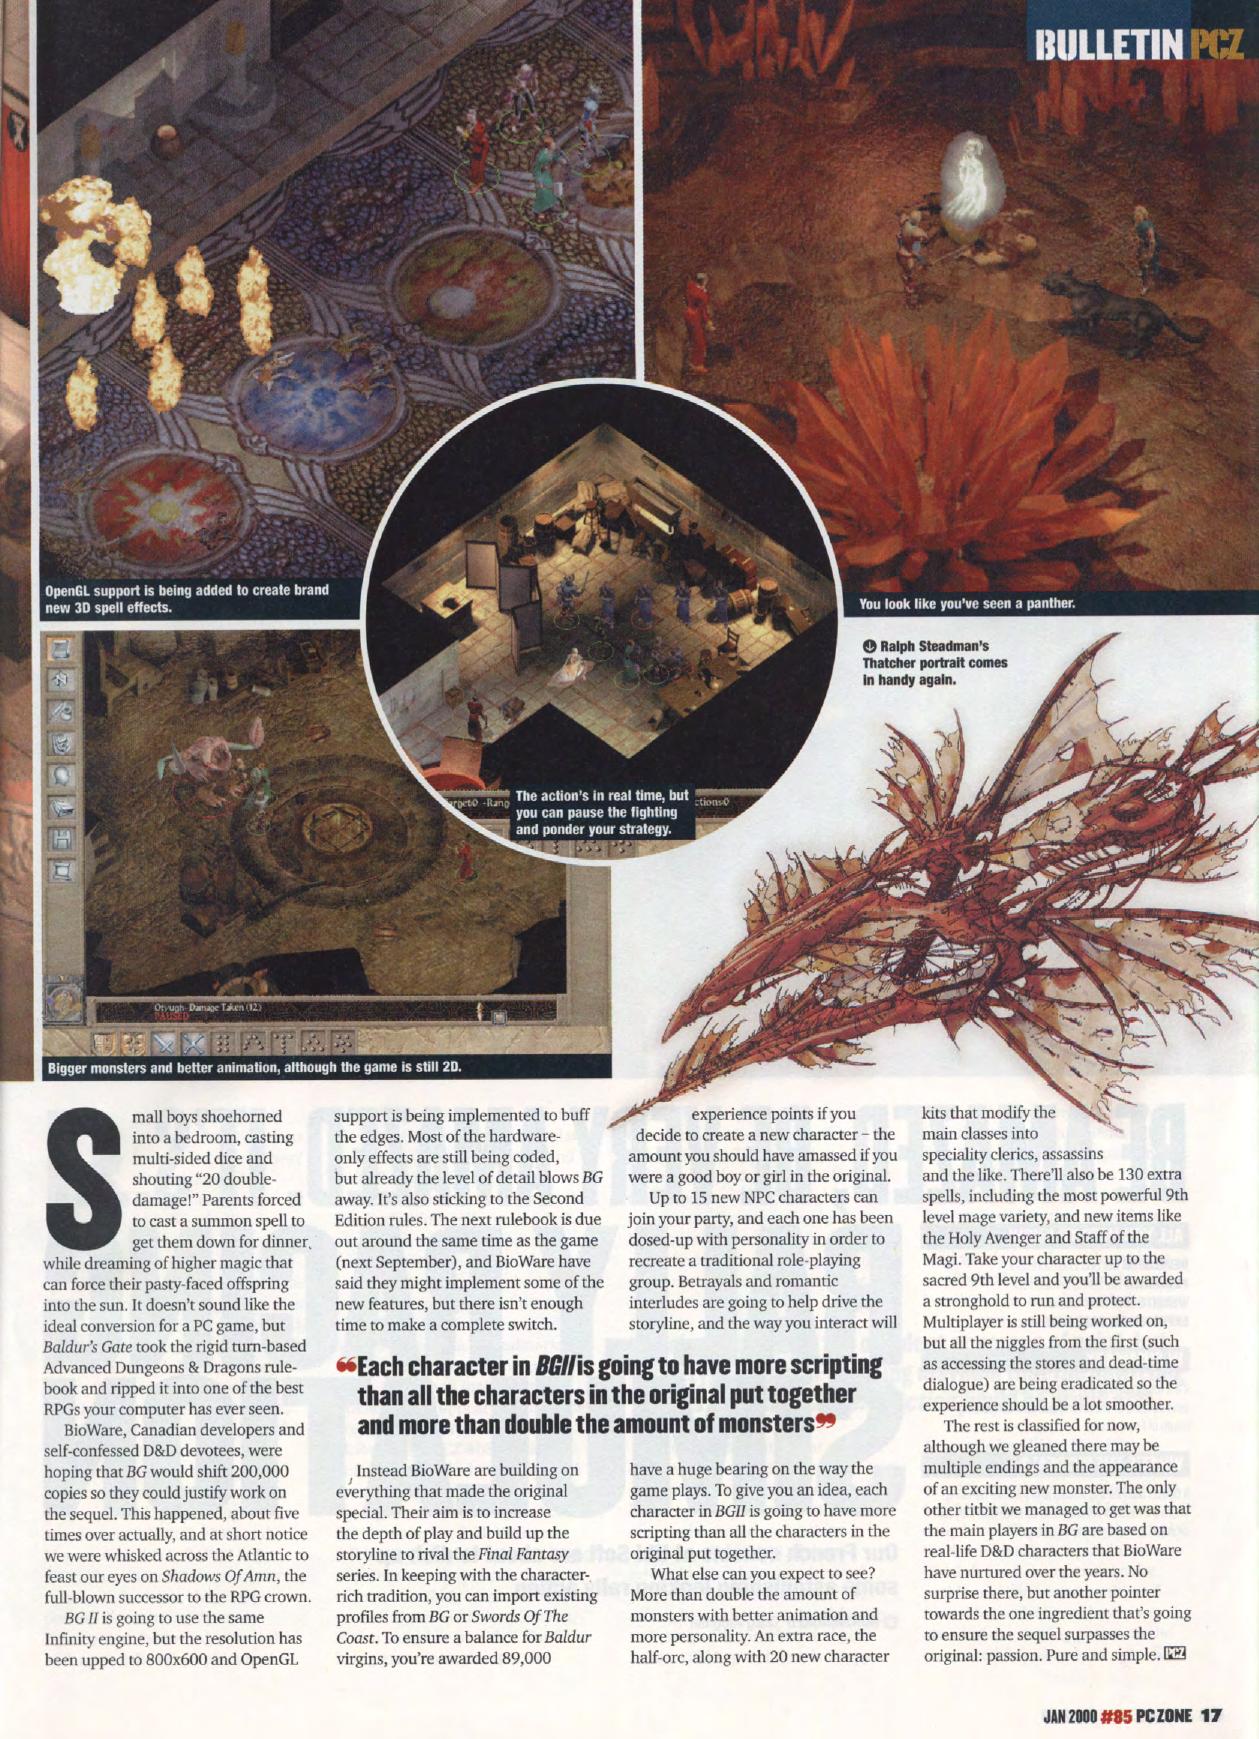 BULLETIN PCZ
OpenGL support is being added to create brand
new 3D spell effects.
You look like you've seen a panther.
Ralph Steadman's
Thatcher portrait comes
in handy again.
The action's in real time, but
you can pause the fighting
and ponder your strategy.
Otyugh- Damage Taken (12)
PAUSED
Bigger monsters and better animation, although the game is still 2D.
Small boys shoehorned
into a bedroom, casting
multi-sided dice and
shouting “20 double-
damage!” Parents forced
to cast a summon spell to
get them down for dinner,
while dreaming of higher magic that
can force their pasty-faced offspring
into the sun. It doesn't sound like the
ideal conversion for a PC game, but
Baldur's Gate took the rigid turn-based
Advanced Dungeons & Dragons rule-
book and ripped it into one of the best
RPGs your computer has ever seen.
BioWare, Canadian developers and
self-confessed D&D devotees, were
hoping that BG would shift 200,000
copies so they could justify work on
the sequel. This happened, about five
times over actually, and at short notice
we were whisked across the Atlantic to
feast our eyes on Shadows Of Amn, the
full-blown successor to the RPG crown.
BG II is going to use the same
Infinity engine, but the resolution has
been upped to 800x600 and OpenGL
support is being implemented to buff
the edges. Most of the hardware-
only effects are still being coded,
but already the level of detail blows BG
away. It's also sticking to the Second
Edition rules. The next rulebook is due
out around the same time as the game
(next September), and BioWare have
said they might implement some of the
new features, but there isn't enough
time to make a complete switch.
“Each character in BGII is going to have more scripting
than all the characters in the original put together
and more than double the amount of monsters”
Instead BioWare are building on
everything that made the original
special. Their aim is to increase
the depth of play and build up the
storyline to rival the Final Fantasy
series. In keeping with the character-
rich tradition, you can import existing
profiles from BG or Swords Of The
Coast. To ensure a balance for Baldur
virgins, you're awarded 89,000
experience points if you
decide to create a new character – the
amount you should have amassed if you
were a good boy or girl in the original.
Up to 15 new NPC characters can
join your party, and each one has been
dosed-up with personality in order to
recreate a traditional role-playing
group. Betrayals and romantic
interludes are going to help drive the
storyline, and the way you interact will
have a huge bearing on the way the
game plays. To give you an idea, each
character in BGII is going to have more
scripting than all the characters in the
original put together.
What else can you expect to see?
More than double the amount of
monsters with better animation and
more personality. An extra race, the
half-orc, along with 20 new character
kits that modify the
main classes into
speciality clerics, assassins
and the like. There'll also be 130 extra
spells, including the most powerful 9th
level mage variety, and new items like
the Holy Avenger and Staff of the
Magi. Take your character up to the
sacred 9th level and you'll be awarded
a stronghold to run and protect.
Multiplayer is still being worked on,
but all the niggles from the first (such
as accessing the stores and dead-time
dialogue) are being eradicated so the
experience should be a lot smoother.
The rest is classified for now,
although we gleaned there may be
multiple endings and the appearance
of an exciting new monster. The only
other titbit we managed to get was that
the main players in BG are based on
real-life D&D characters that BioWare
have nurtured over the years. No
surprise there, but another pointer
towards the one ingredient that's going
to ensure the sequel surpasses the
original: passion. Pure and simple. PCZ
JAN 2000 #85 PC ZONE 17